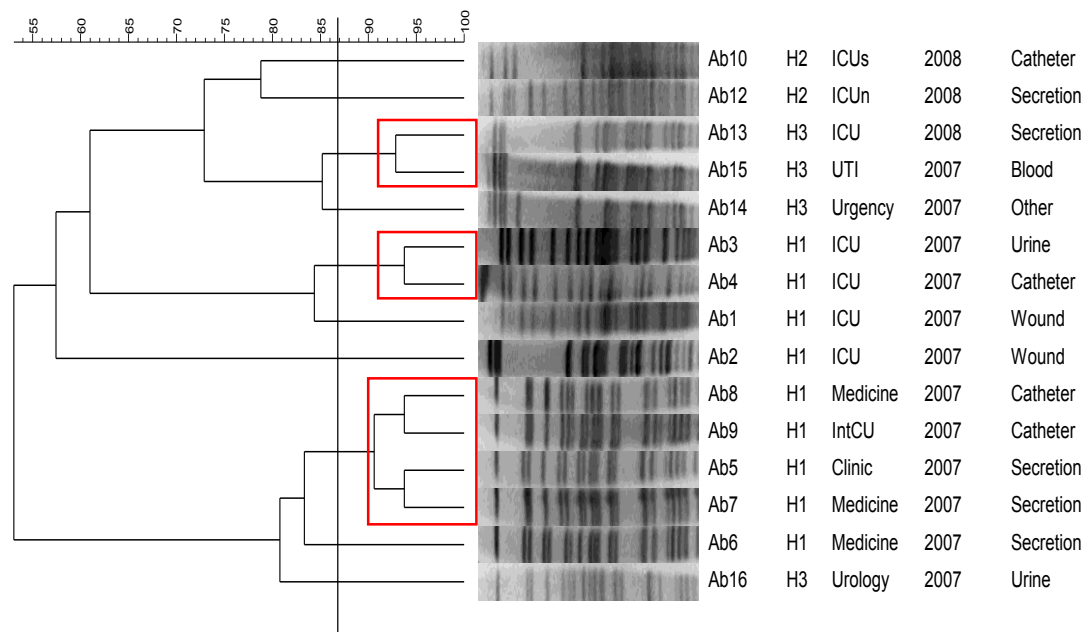 55 60 65 70 75 80 85 90 95 100
Ab10 H2 ICUs 2008 Catheter
Ab12 H2 ICUn 2008 Secretion
Ab13 H3 ICU 2008 Secretion
Ab15 H3 UTI 2007 Blood
Ab14 H3 Urgency 2007 Other
Ab3 H1 ICU 2007 Urine
Ab4 H1 ICU 2007 Catheter
Ab1 H1 ICU 2007 Wound
Ab2 H1 ICU 2007 Wound
Ab8 H1 Medicine 2007 Catheter
Ab9 H1 IntCU 2007 Catheter
Ab5 H1 Clinic 2007 Secretion
Ab7 H1 Medicine 2007 Secretion
Ab6 H1 Medicine 2007 Secretion
Ab16 H3 Urology 2007 Urine